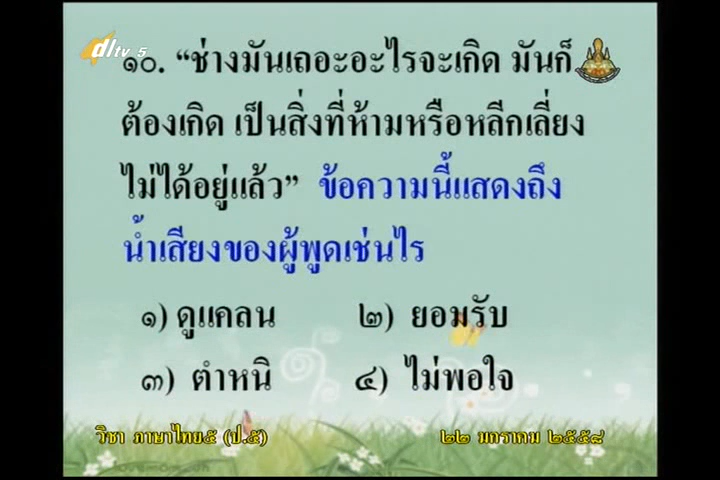 dltv 5
๑๐. “ช่างมันเถอะอะไรจะเกิด มันก็
ต้องเกิด เป็นสิ่งที่ห้ามหรือหลีกเลี่ยง
ไม่ได้อยู่แล้ว” ข้อความนี้แสดงถึง
น้ำเสียงของผู้พูดเช่นไร
๑) ดูแคลน ๒) ยอมรับ
๓) ตำหนิ ๔) ไม่พอใจ
วิชา ภาษาไทย๕ (ป.๕) ๒๒ มกราคม ๒๕๕๘